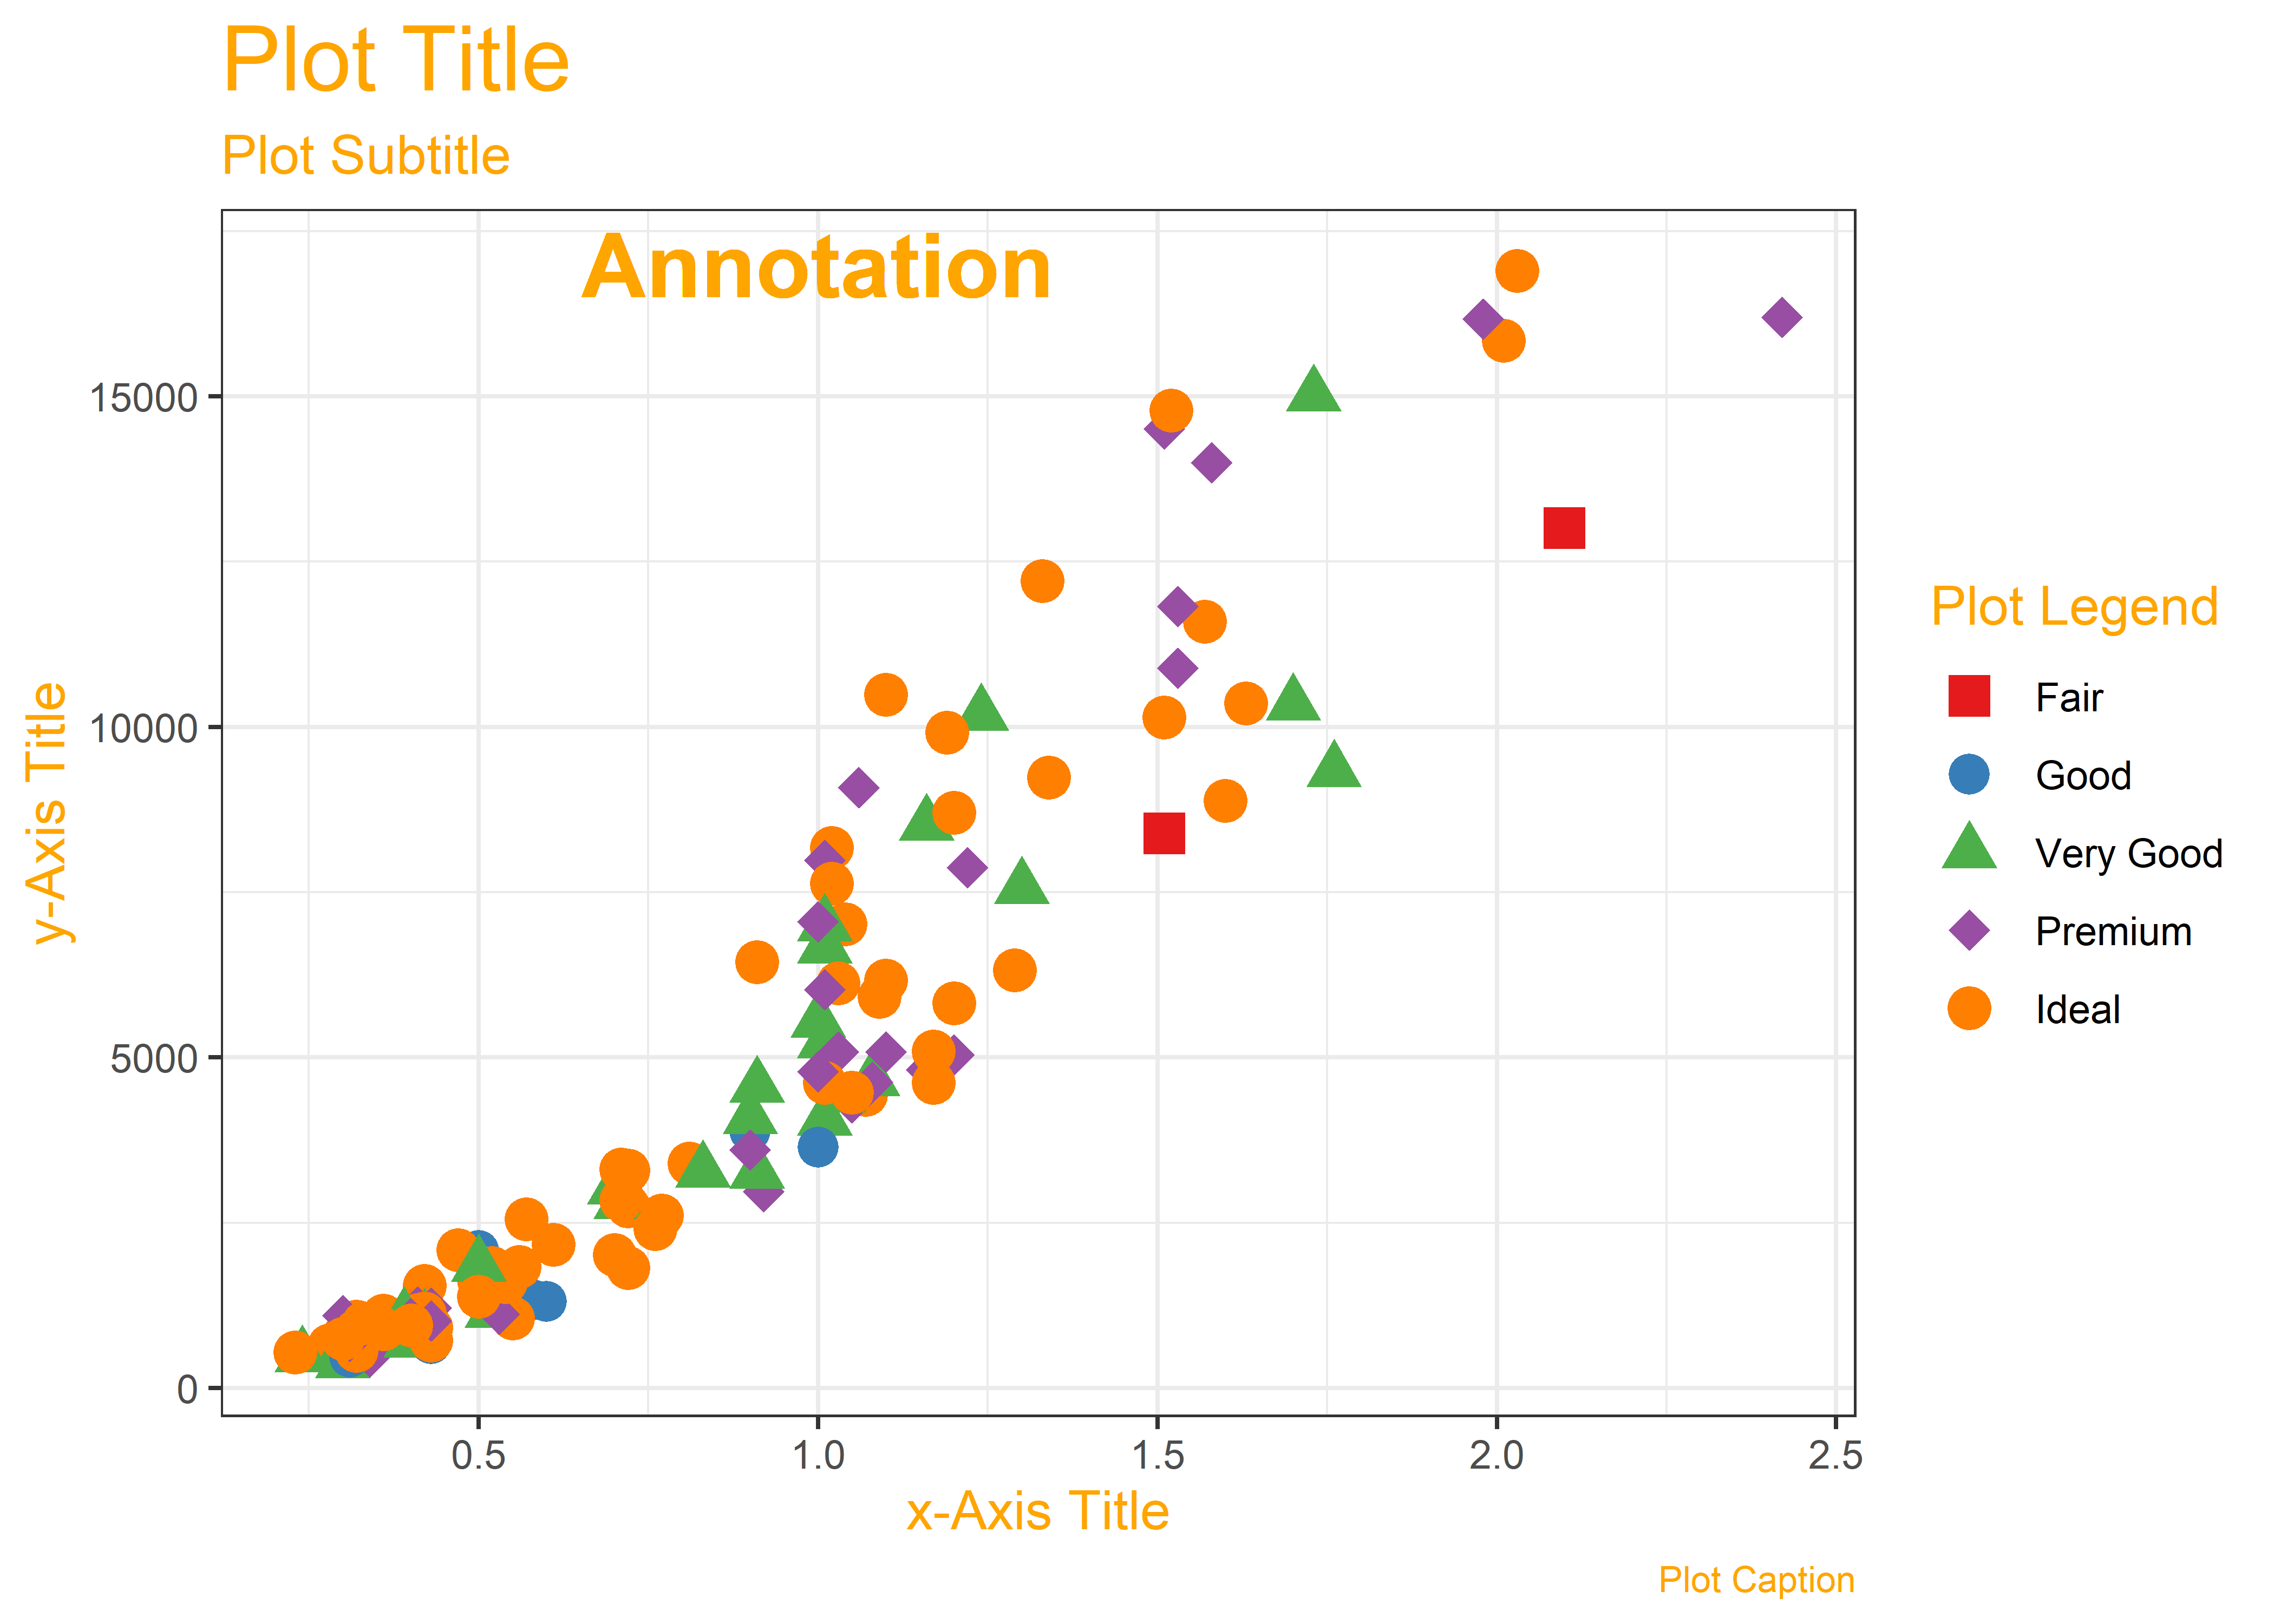 Plot Title
Plot Subtitle
Annotation
15000
10000
5000
0
y-Axis Title
0.5 1.0 1.5 2.0 2.5
x-Axis Title
Plot Legend
Fair
Good
Very Good
Premium
Ideal
Plot Caption